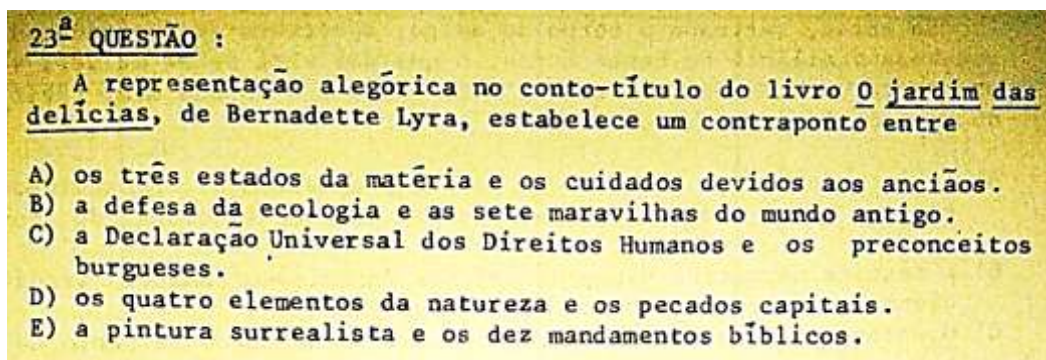 23ª QUESTÃO :
A representação alegórica no conto-título do livro O jardim das
delícias, de Bernadette Lyra, estabelece um contraponto entre
A) os três estados da matéria e os cuidados devidos aos anciãos.
B) a defesa da ecologia e as sete maravilhas do mundo antigo.
C) a Declaração Universal dos Direitos Humanos e os preconceitos
burgueses.
D) os quatro elementos da natureza e os pecados capitais.
E) a pintura surrealista e os dez mandamentos bíblicos.